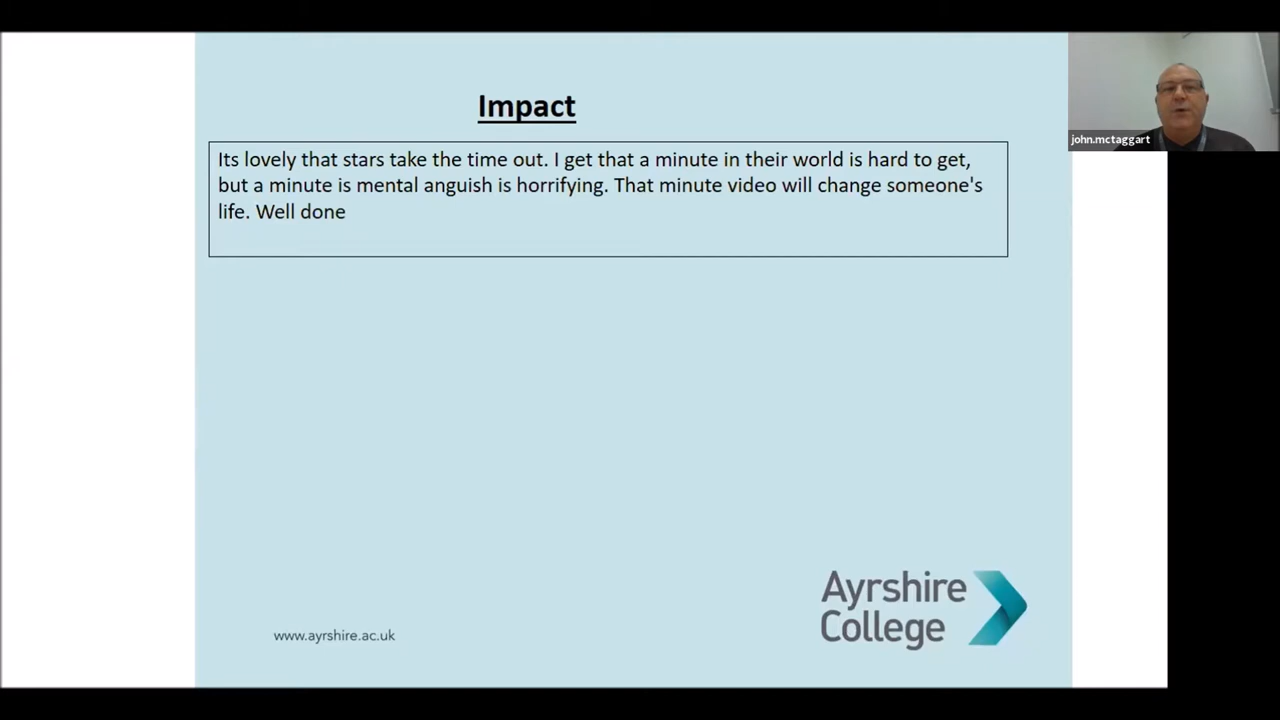 Impact
Its lovely that stars take the time out. I get that a minute in their world is hard to get,
but a minute is mental anguish is horrifying. That minute video will change someone's
life. Well done
john.mctaggart
www.ayrshire.ac.uk
Ayrshire
College